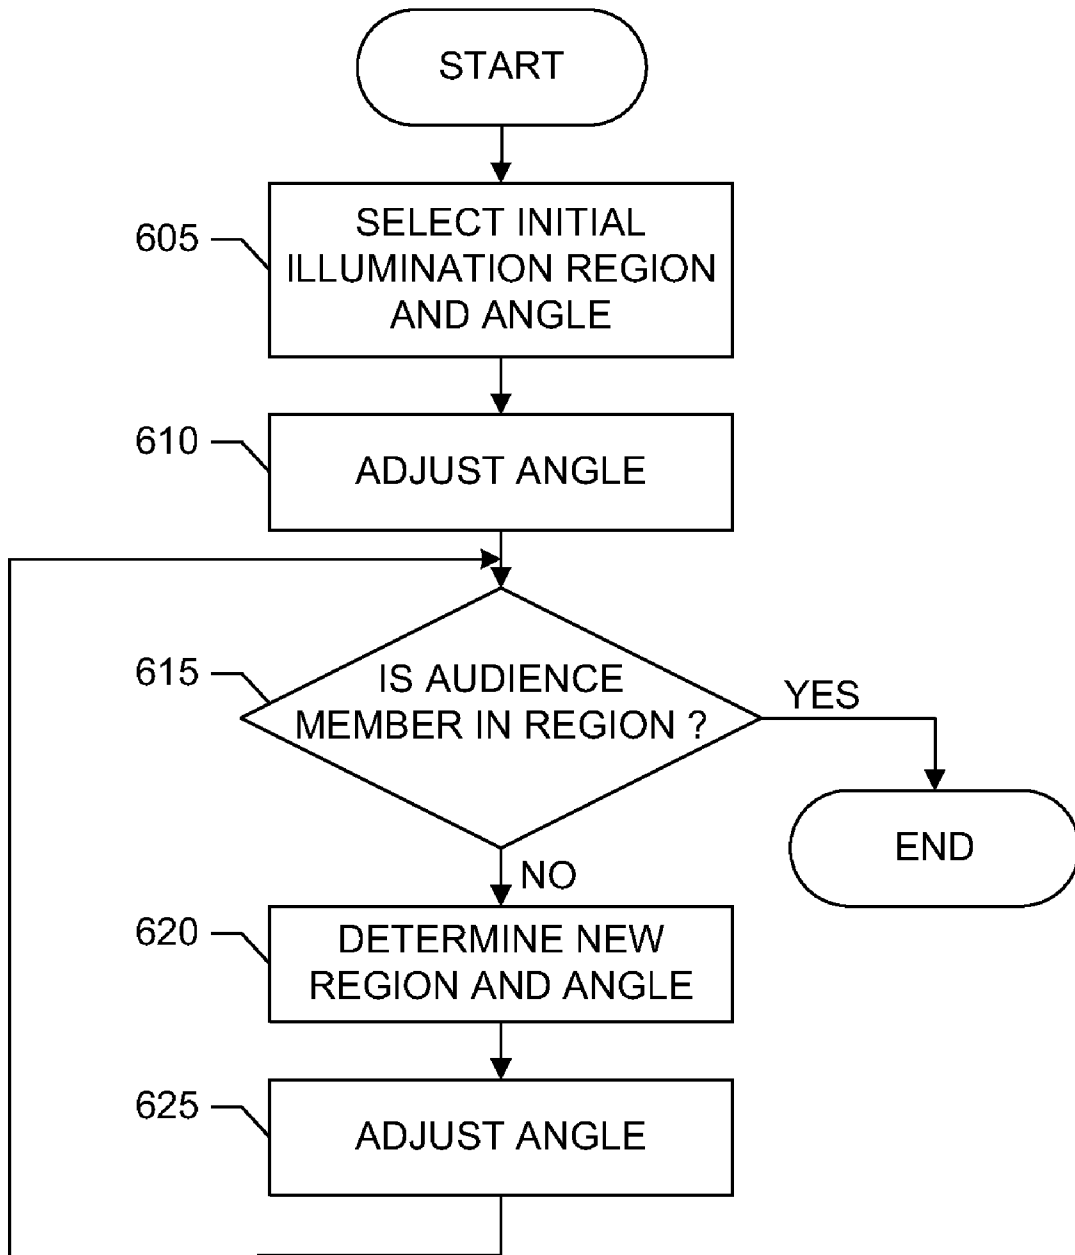 START
605
SELECT INITIAL
ILLUMINATION REGION
AND ANGLE
610
ADJUST ANGLE
615
IS AUDIENCE
MEMBER IN REGION ?
YES
END
NO
620
DETERMINE NEW
REGION AND ANGLE
625
ADJUST ANGLE